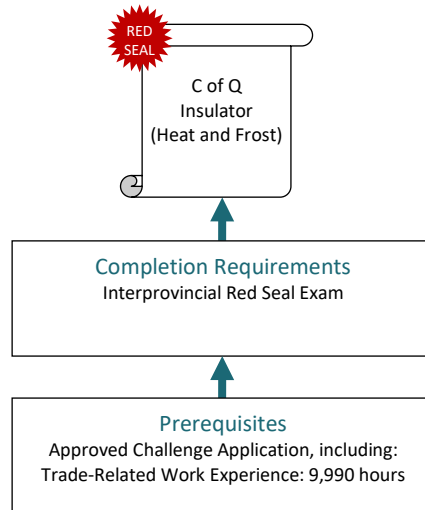 RED
SEAL
C of Q
Insulator
(Heat and Frost)
Completion Requirements
Interprovincial Red Seal Exam
Prerequisites
Approved Challenge Application, including:
Trade-Related Work Experience: 9,990 hours